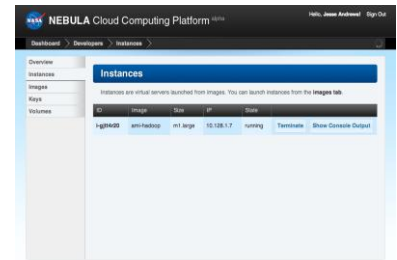 NASA NEBULA Cloud Computing Platform alpha
Hello, Jesse Andrews! Sign Out
Dashboard Developers Instances
Overview
Instances
Images
Keys
Volumes
Instances
Instances are virtual servers launched from images. You can launch instances from the images tab.
ID Image Size IP State
ami-hadoop m1.large 10.128.1.7 running Terminate Show Console Output